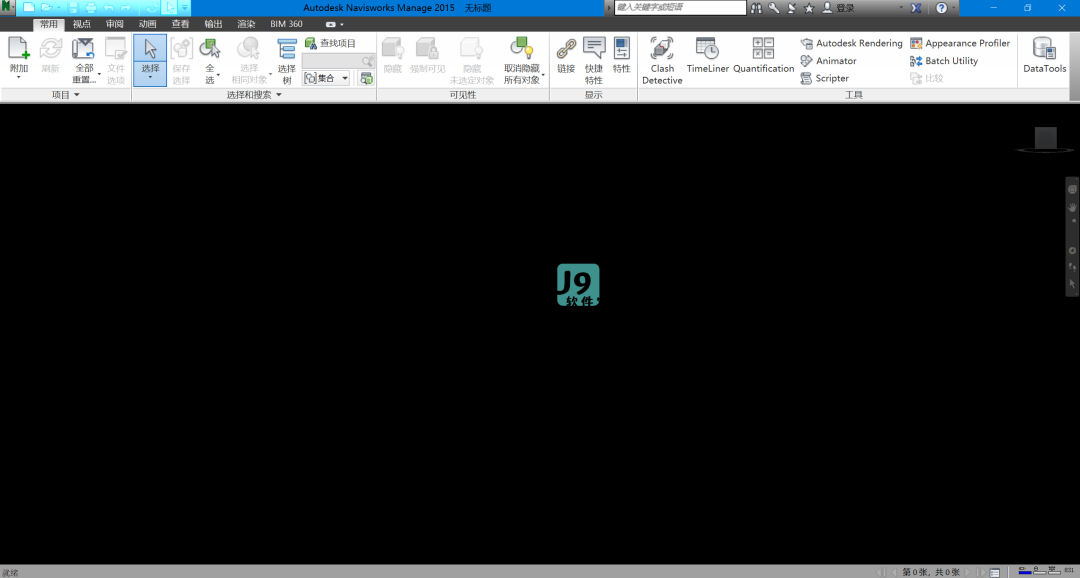 Autodesk Navisworks Manage 2015 无标题
键入关键字或短语
登录
常用 视点 审阅 动画 查看 输出 渲染 BIM 360
附加
刷新
全部
重置...
文件
选项
选择
保存
选择
全
选
选择
相同对象
选择
树
查找项目
集合
隐藏
强制可见
隐藏
未选定对象
取消隐藏
所有对象
链接
快捷
特性
特性
Clash
Detective
TimeLiner
Quantification
Autodesk Rendering
Animator
Scripter
Appearance Profiler
Batch Utility
比较
DataTools
项目
选择和搜索
可见性
显示
工具
J9
软件
就绪
第 0 张, 共 0 张